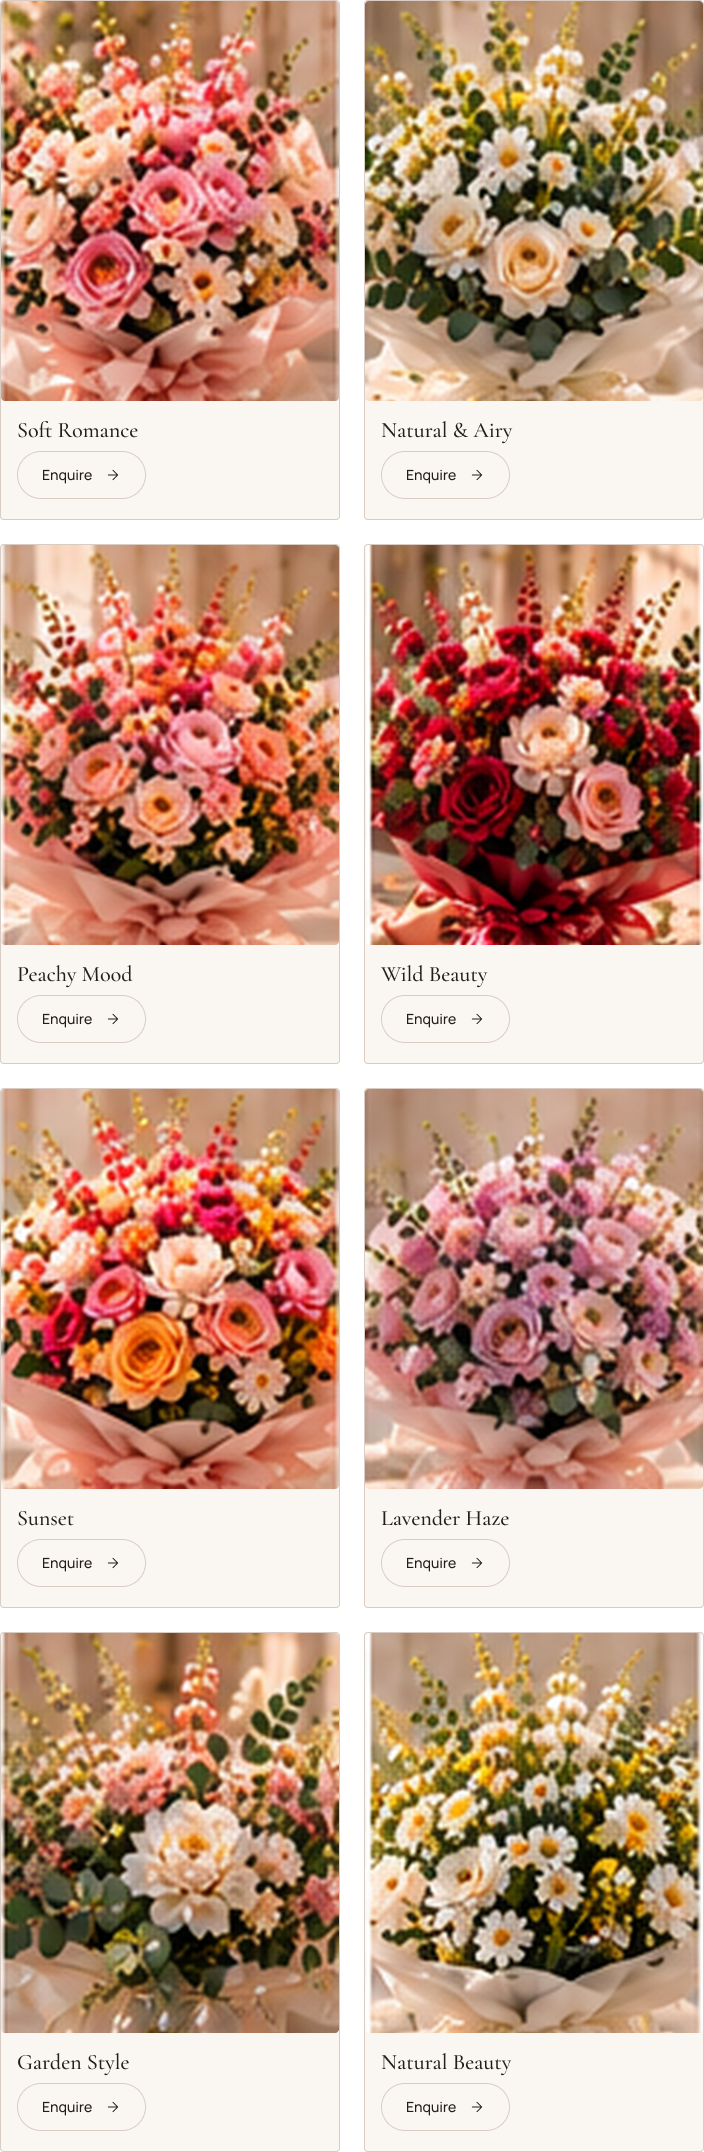 Soft Romance
Enquire →
Natural & Airy
Enquire →
Peachy Mood
Enquire →
Wild Beauty
Enquire →
Sunset
Enquire →
Lavender Haze
Enquire →
Garden Style
Enquire →
Natural Beauty
Enquire →